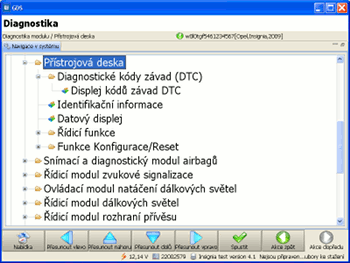 GDS
Diagnostika
Diagnostika modulu / Přístrojová deska
w0l0tgf5461234567[Opel,Insignia,2009]
Navigace v systému
Přístrojová deska
Diagnostické kódy závad (DTC)
Displej kódů závad DTC
Identifikační informace
Datový displej
Řídicí funkce
Funkce Konfigurace/Reset
Snímací a diagnostický modul airbagů
Řídicí modul zvukové signalizace
Ovládací modul natáčení dálkových světel
Řídicí modul dálkových světel
Řídicí modul rozhraní přívěsu
Nabídka
Přesunout vlevo
Přesunout nahoru
Přesunout dolů
Přesunout vpravo
Spustit
Akce zpět
Akce dopředu
12,14 V
22082579
Insignia test version 4.1
Nejsou připraven...ubory ke stažení